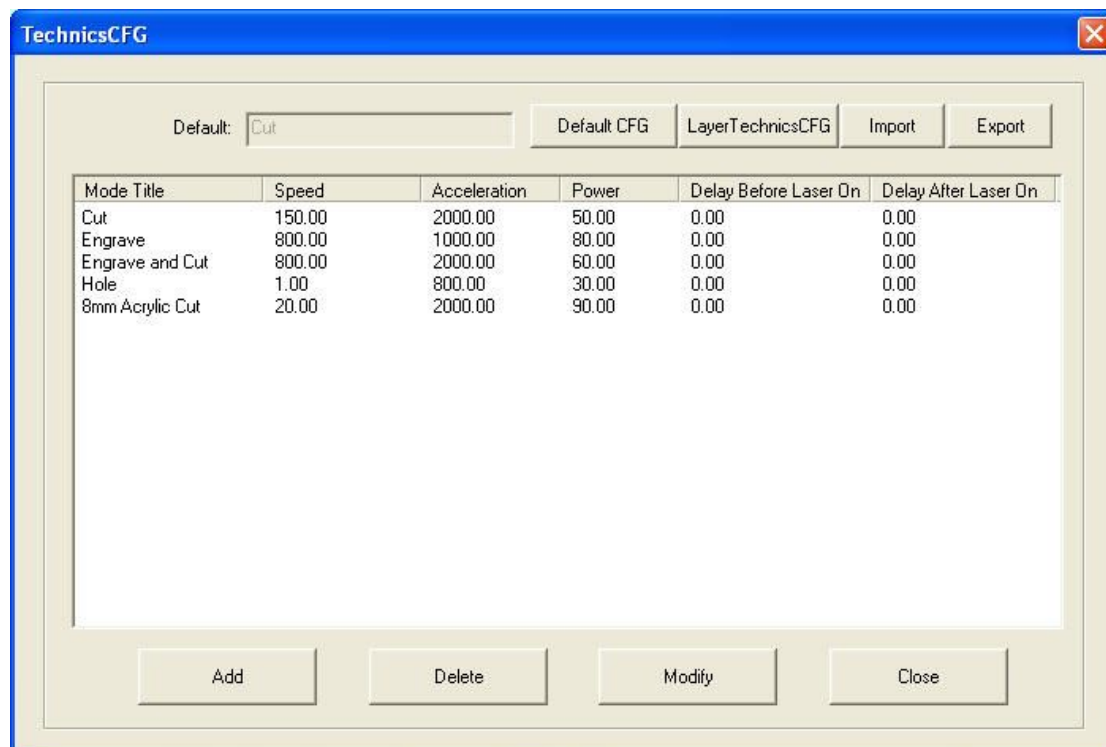 TechnicsCFG
Default: Cut Default CFG LayerTechnicsCFG Import Export
Mode Title Speed Acceleration Power Delay Before Laser On Delay After Laser On
Cut 150.00 2000.00 50.00 0.00 0.00
Engrave 800.00 1000.00 80.00 0.00 0.00
Engrave and Cut 800.00 2000.00 60.00 0.00 0.00
Hole 1.00 800.00 30.00 0.00 0.00
8mm Acrylic Cut 20.00 2000.00 90.00 0.00 0.00
Add Delete Modify Close